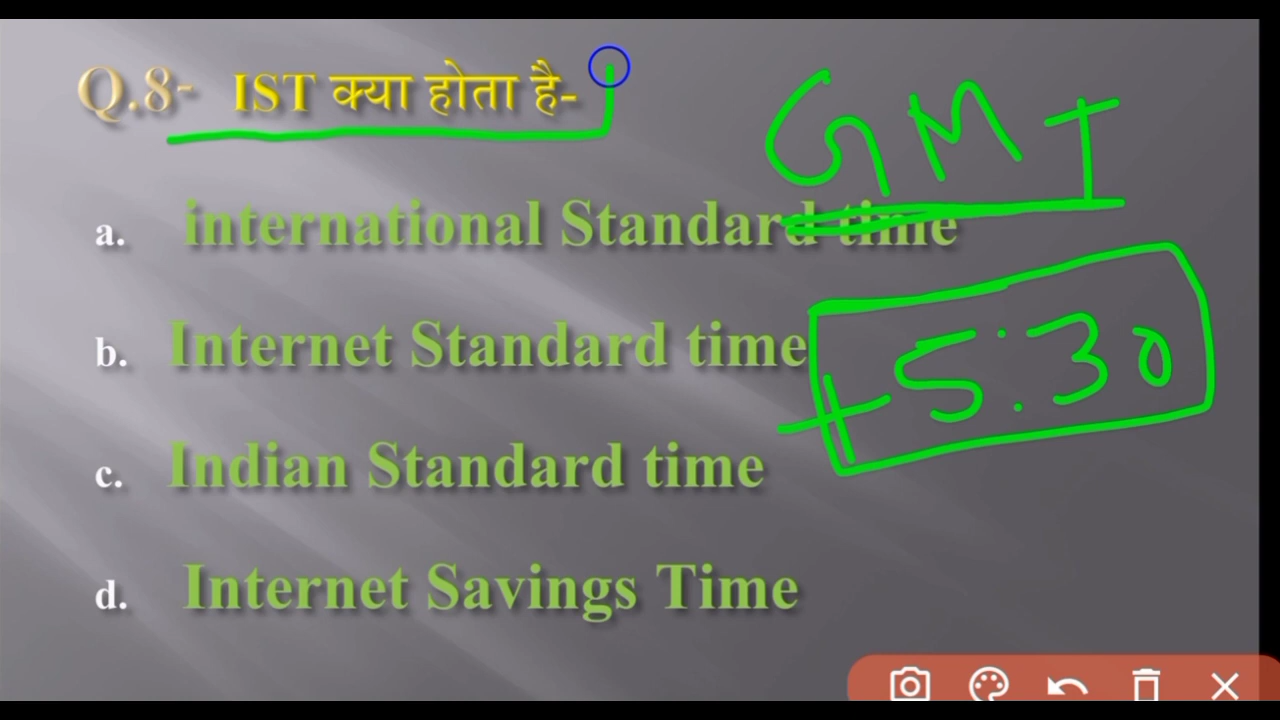 Q.8- IST क्या होता है-
GMT
a. international Standard time
+5:30
b. Internet Standard time
c. Indian Standard time
d. Internet Savings Time